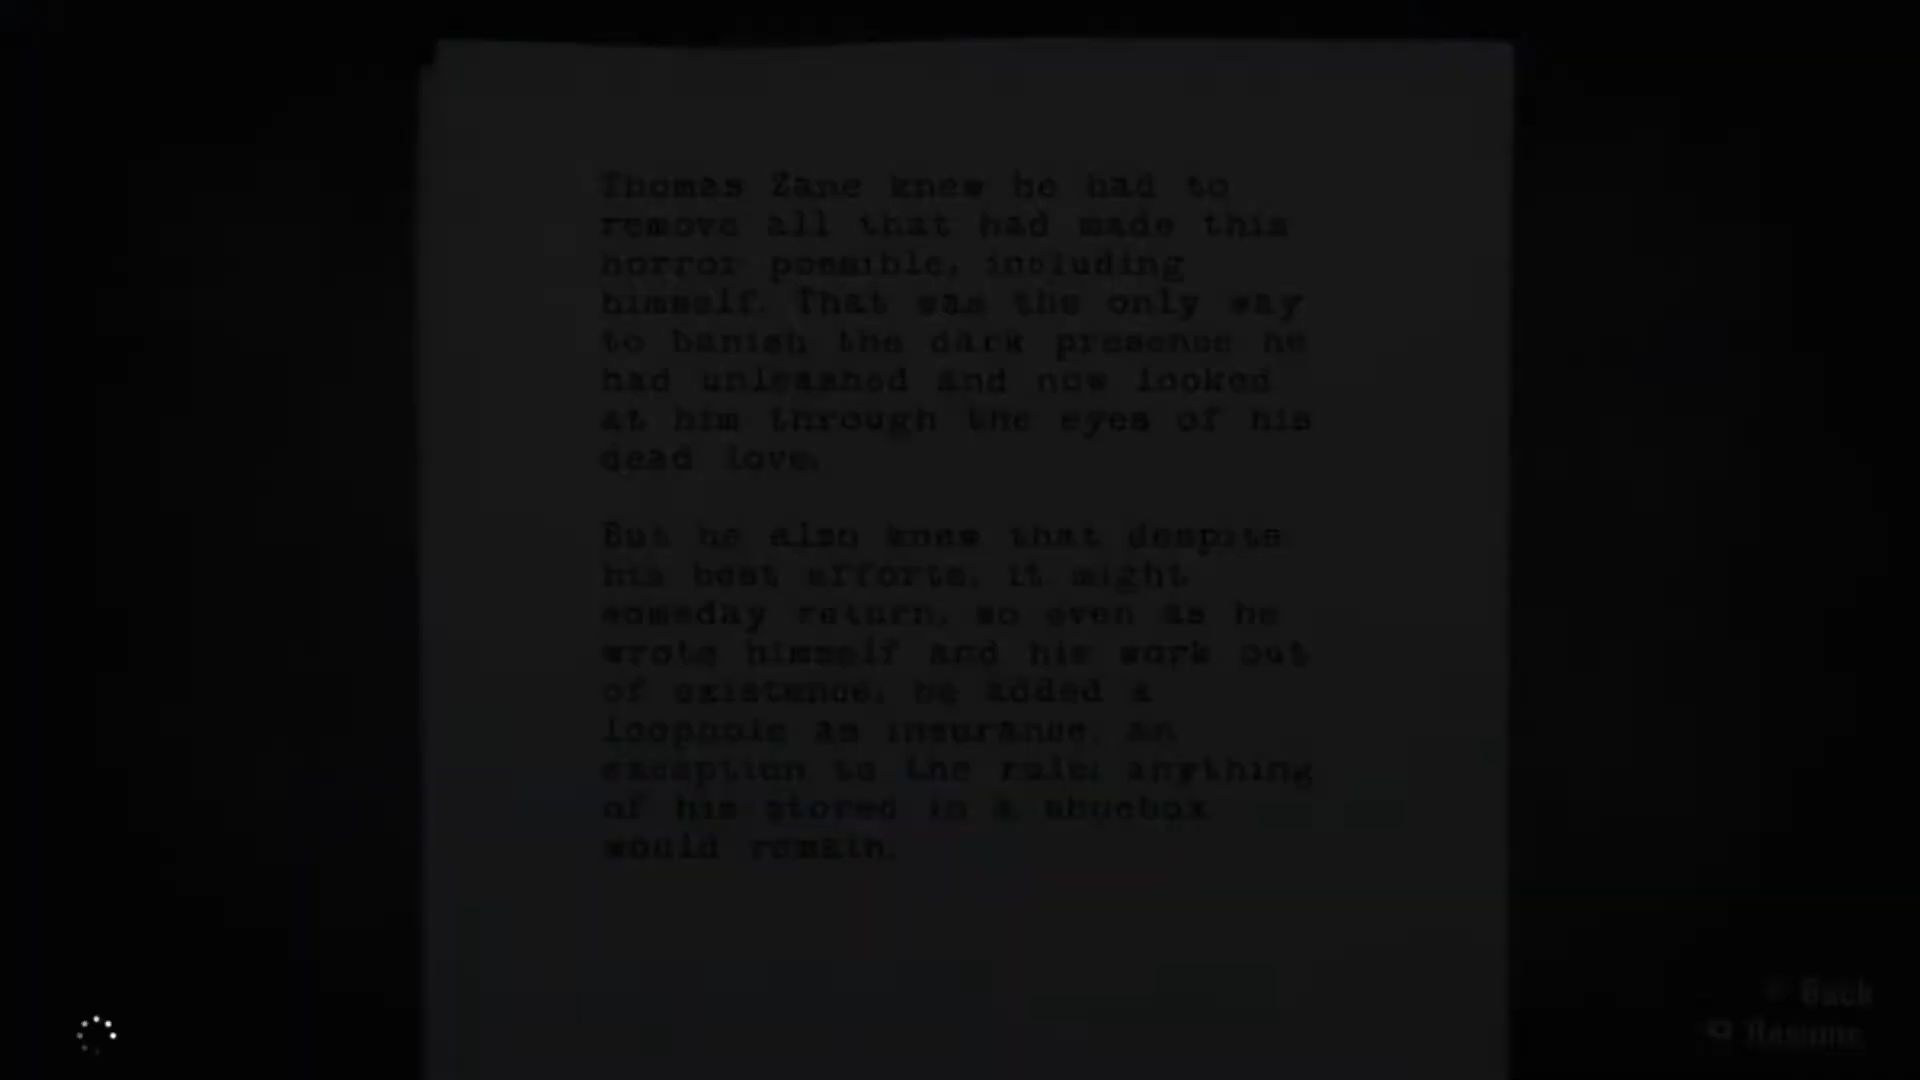 Thomas Zane knew he had to
remove all that had made this
horror possible, including
himself. That was the only way
to banish the dark presence he
had unleashed and now looked
at him through the eyes of his
dead love.
But he also knew that despite
his best efforts, it might
someday return, so even as he
wrote himself and his work out
of existence, he added a
loophole as insurance, an
exception to the rule: anything
of his stored in a shoebox
would remain.
Back
Resume